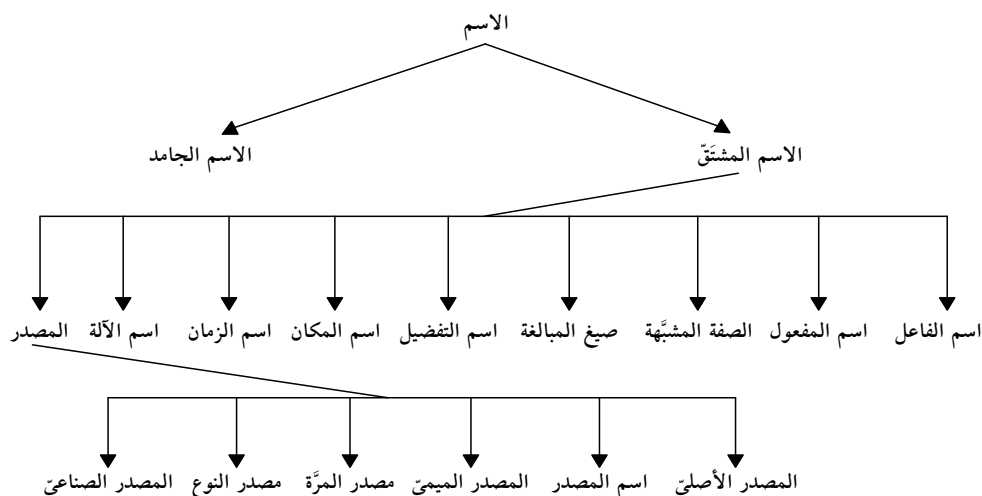 الاسم
الاسم المشتَقّ الاسم الجامد
اسم الفاعل اسم المفعول الصفة المشبَّهة صيغ المبالغة اسم التفضيل اسم المكان اسم الزمان اسم الآلة المصدر
المصدر الأصليّ اسم المصدر المصدر الميميّ مصدر المرَّة مصدر النوع المصدر الصناعيّ